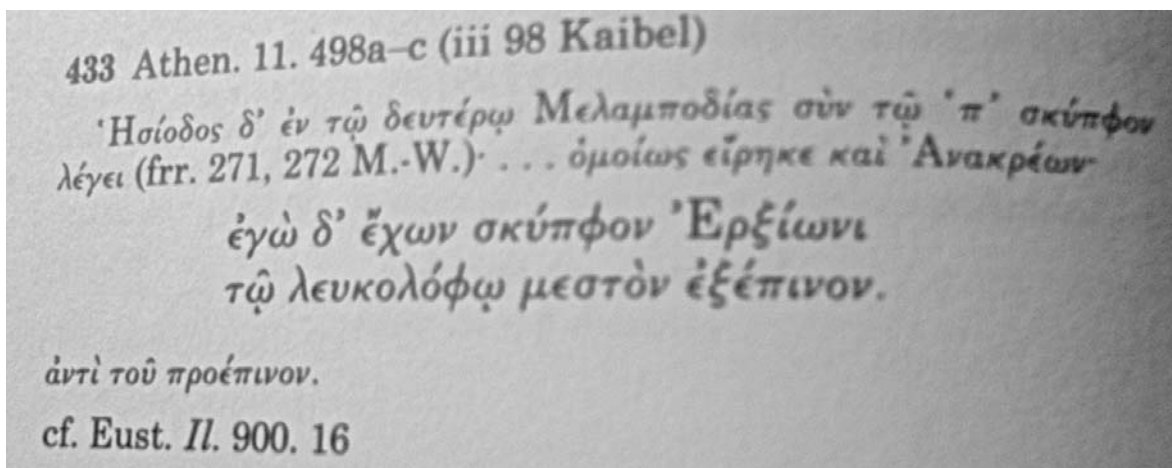 433 Athen. 11. 498a–c (iii 98 Kaibel)
Ἡσίοδος δ’ ἐν τῷ δευτέρῳ Μελαμποδίας σὺν τῷ ‘π’ σκύπφον
λέγει (frr. 271, 272 M.-W.)· . . . ὁμοίως εἴρηκε καὶ Ἀνακρέων·
ἐγὼ δ’ ἔχων σκύπφον Ἐρξίωνι
τῷ λευκολόφῳ μεστὸν ἐξέπινον.
ἀντὶ τοῦ προέπινον.
cf. Eust. Il. 900. 16